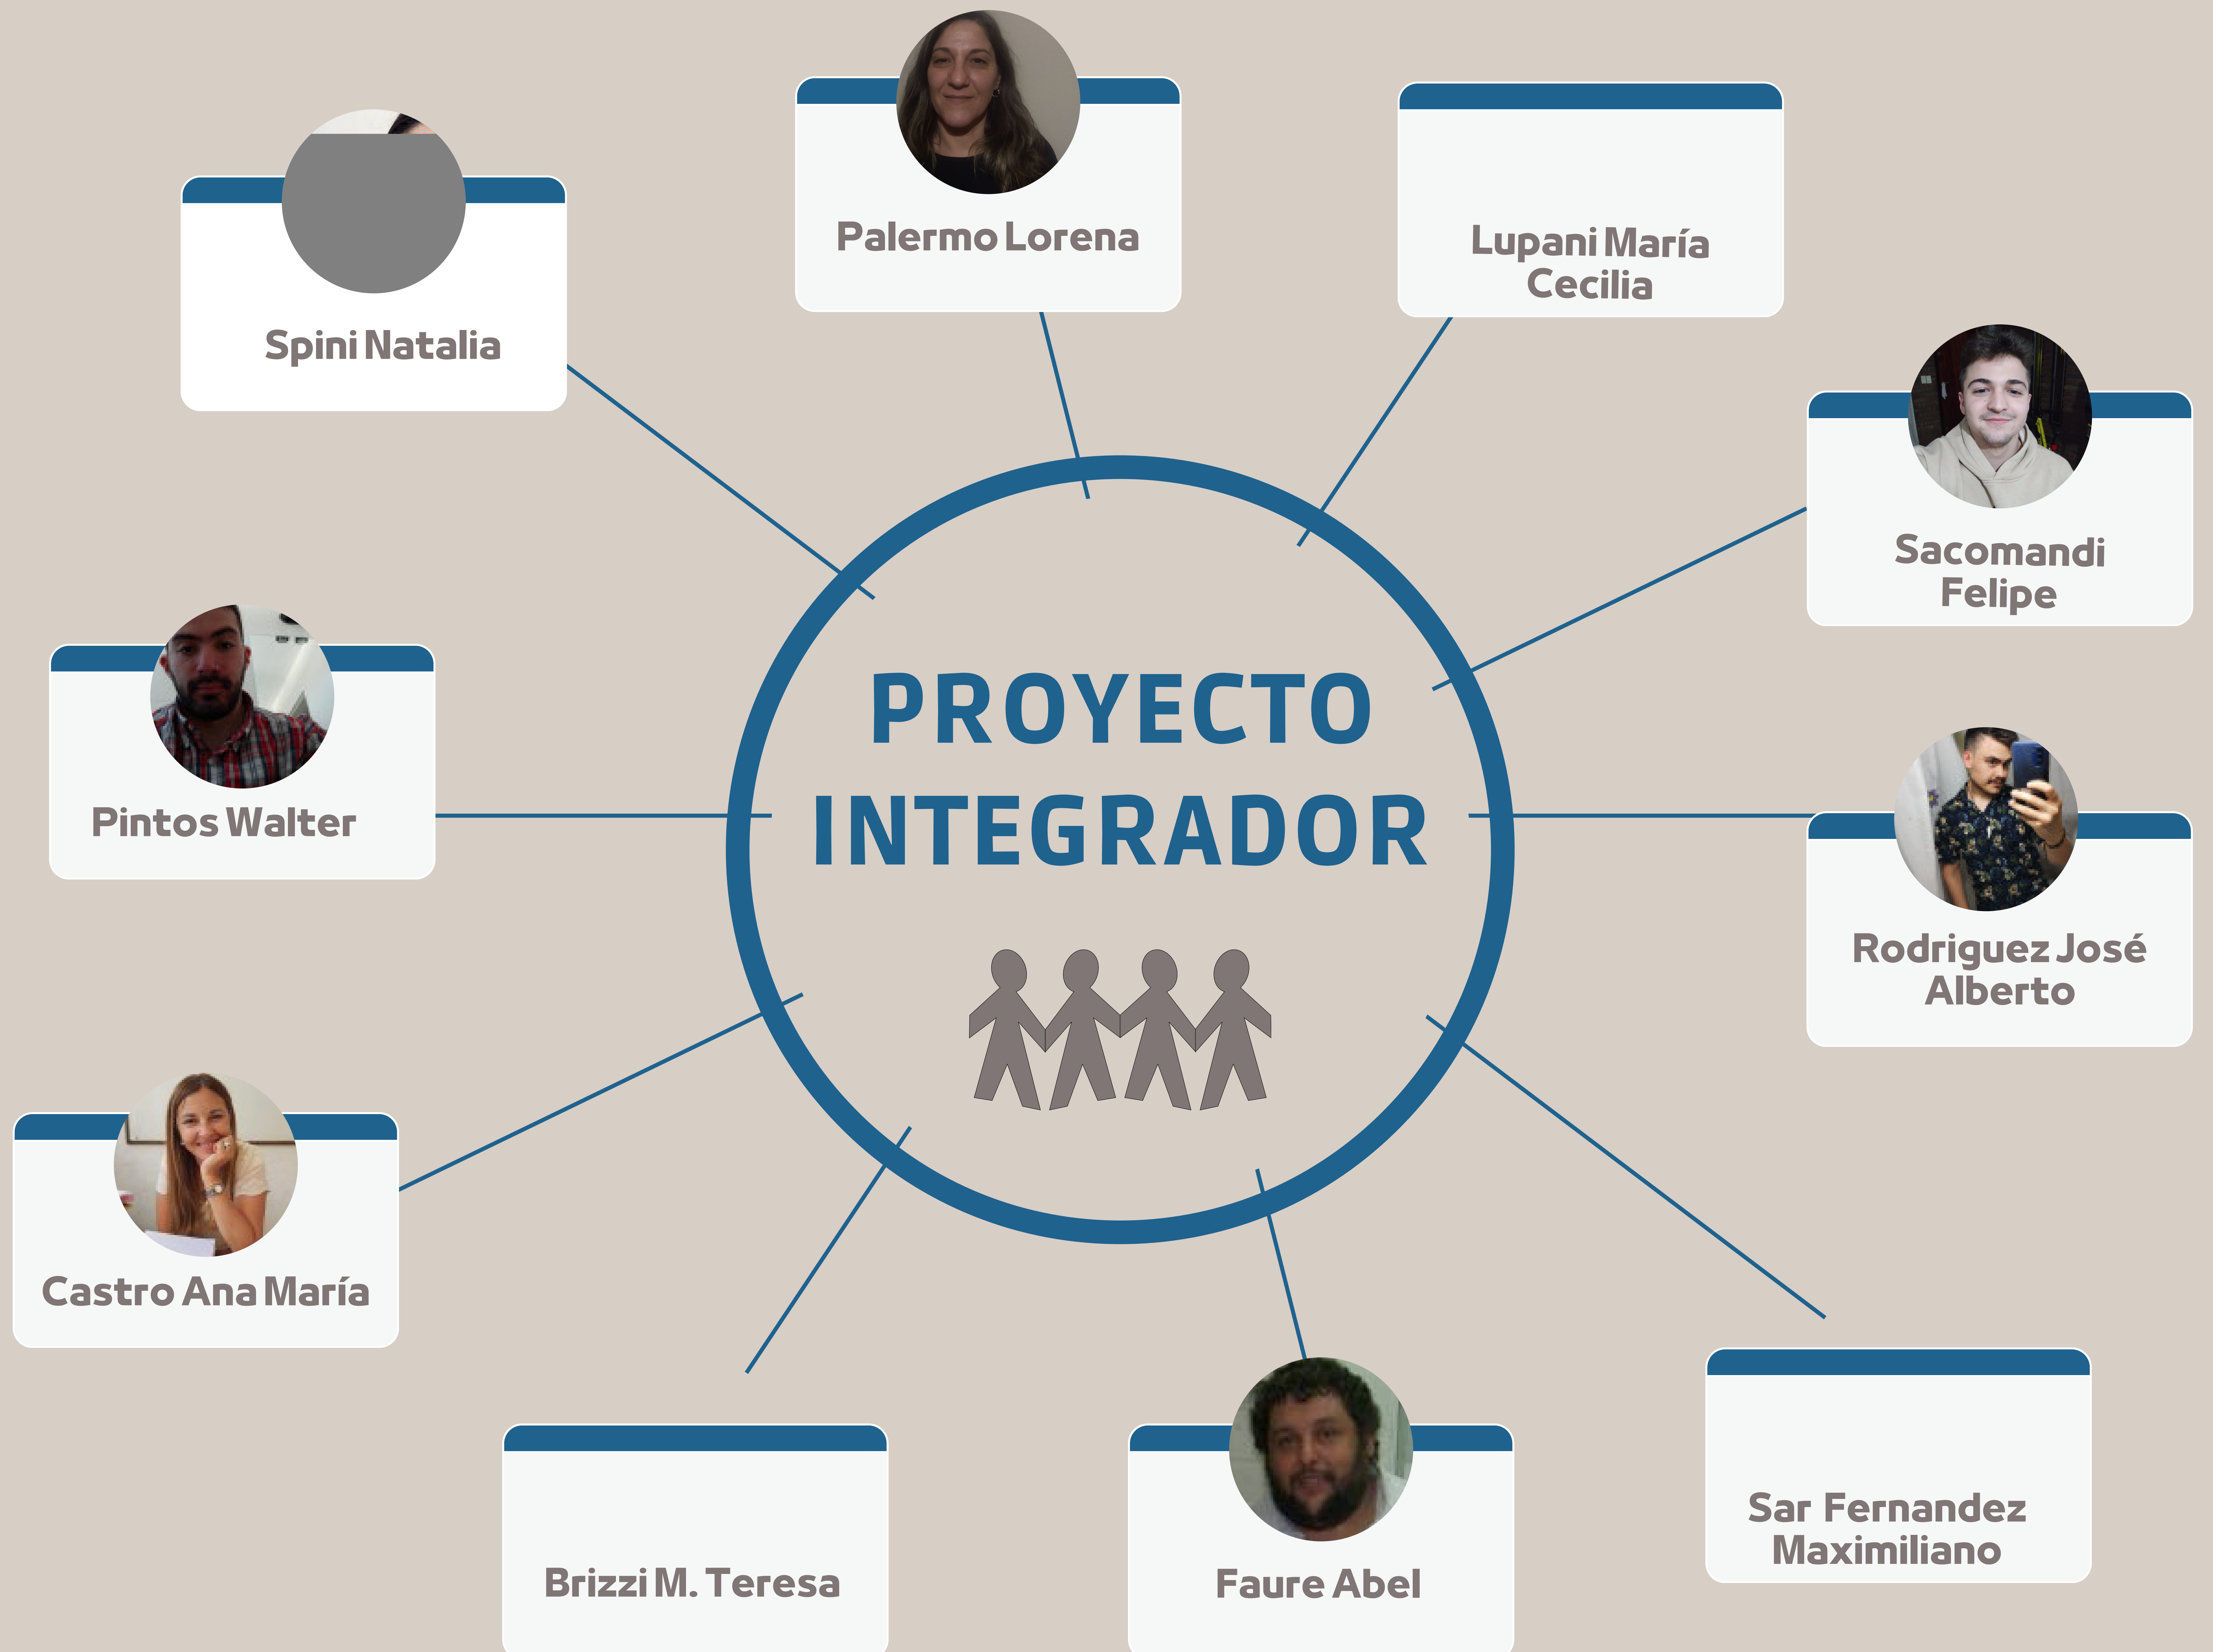 Palermo Lorena
Lupani María
Cecilia
Spini Natalia
Sacomandi
Felipe
PROYECTO
INTEGRADOR
Pintos Walter
Rodriguez José
Alberto
Castro Ana María
Sar Fernandez
Maximiliano
Brizzi M. Teresa
Faure Abel